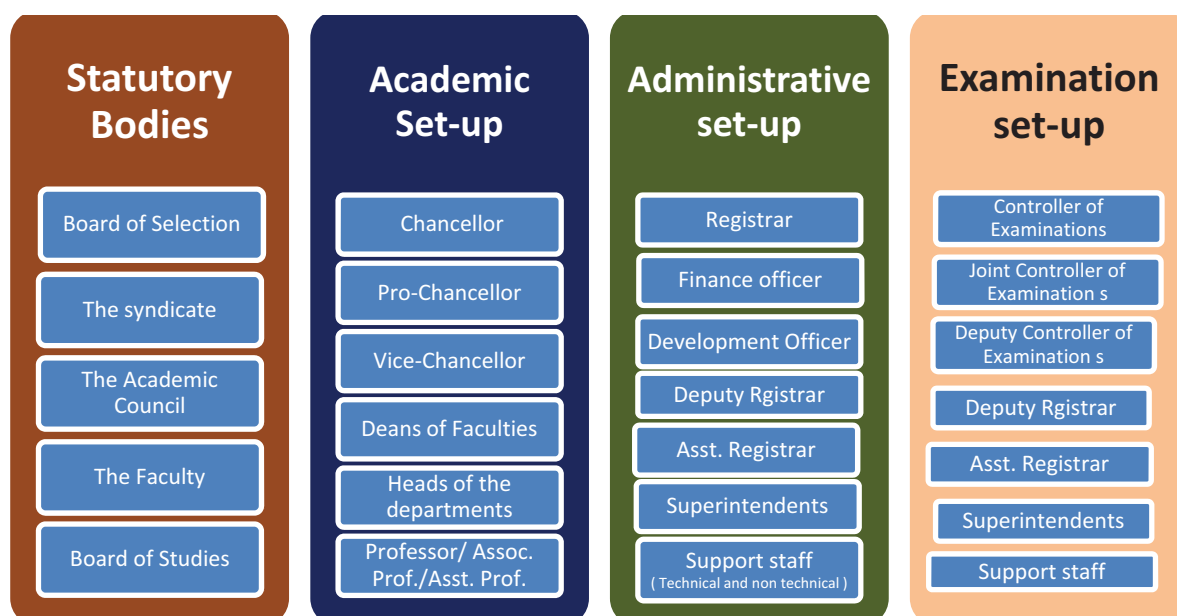 Statutory
Bodies
Board of Selection
The syndicate
The Academic
Council
The Faculty
Board of Studies
Academic
Set-up
Chancellor
Pro-Chancellor
Vice-Chancellor
Deans of Faculties
Heads of the
departments
Professor/ Assoc.
Prof./Asst. Prof.
Administrative
set-up
Registrar
Finance officer
Development Officer
Deputy Rgistrar
Asst. Registrar
Superintendents
Support staff
( Technical and non technical )
Examination
set-up
Controller of
Examinations
Joint Controller of
Examination s
Deputy Controller of
Examination s
Deputy Rgistrar
Asst. Registrar
Superintendents
Support staff